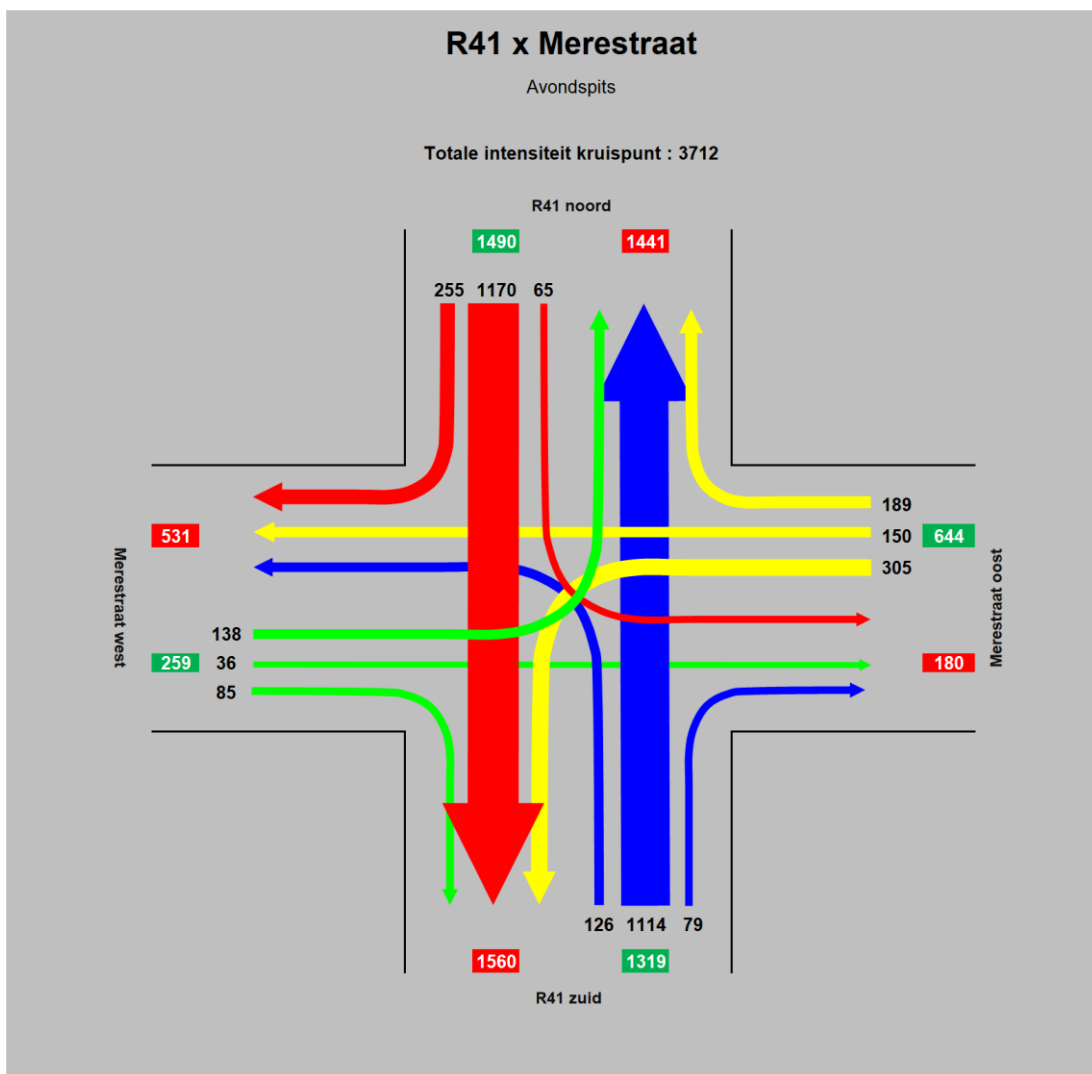 R41 x Merestraat
Avondspits
Totale intensiteit kruispunt : 3712
R41 noord
1490 1441
255 1170 65
189
531 150 644
305
Merestraat west
Merestraat oost
138
259 36 180
85
126 1114 79
1560 1319
R41 zuid